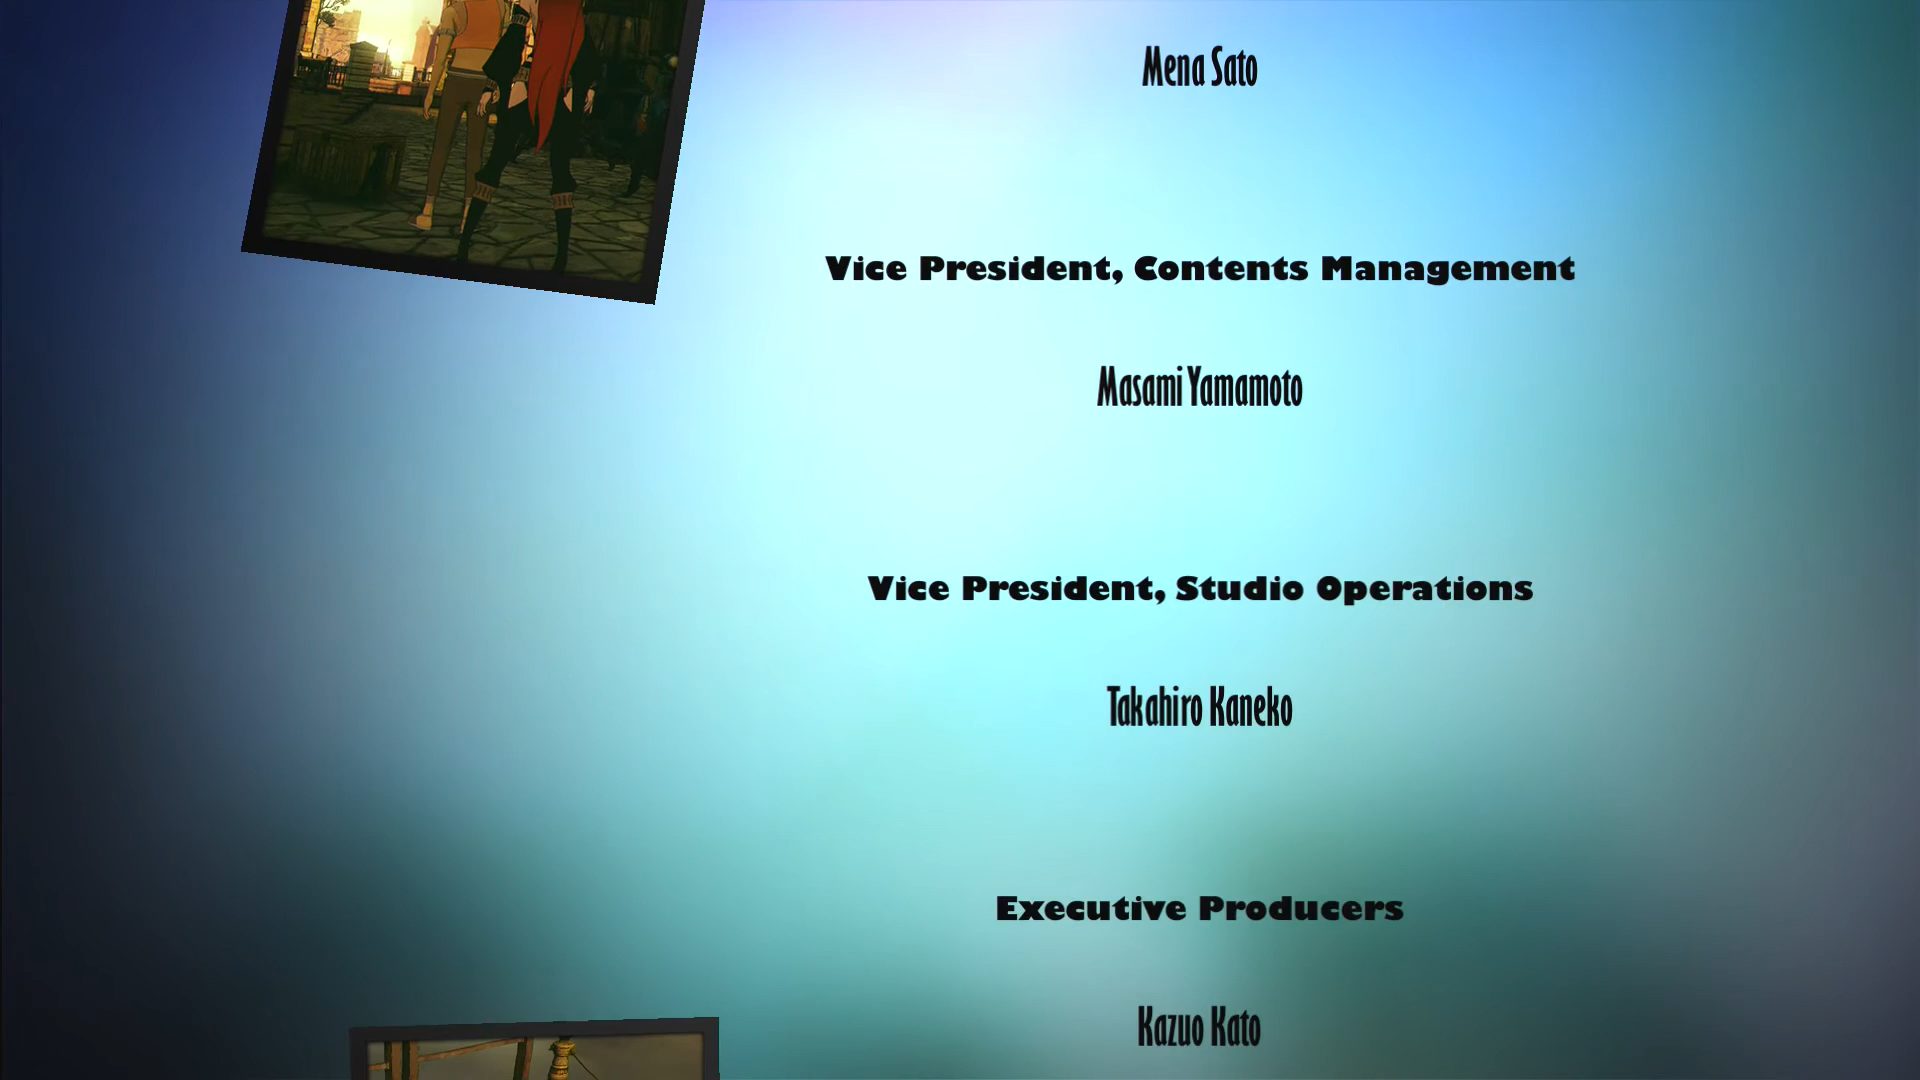 Mena Sato
Vice President, Contents Management
Masami Yamamoto
Vice President, Studio Operations
Takahiro Kaneko
Executive Producers
Kazuo Kato